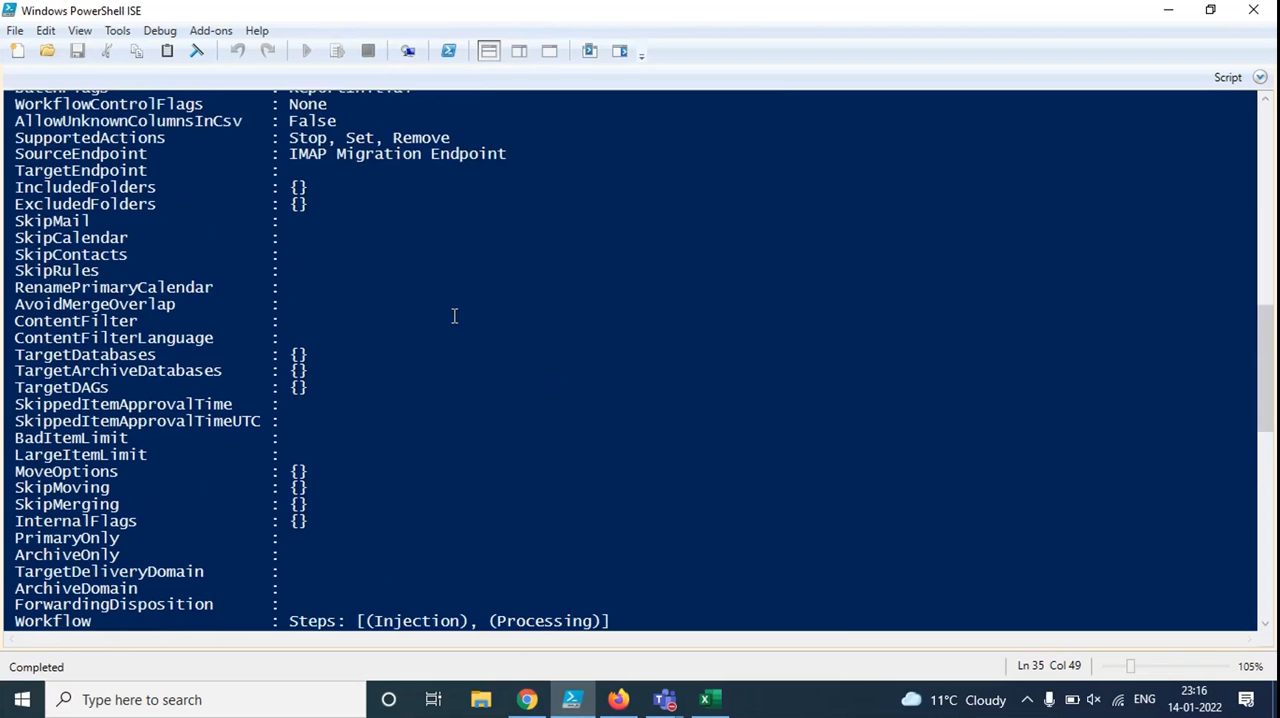 Windows PowerShell ISE
File Edit View Tools Debug Add-ons Help
Script
WorkflowControlFlags : None
AllowUnknownColumnsInCsv : False
SupportedActions : Stop, Set, Remove
SourceEndpoint : IMAP Migration Endpoint
TargetEndpoint :
IncludedFolders : {}
ExcludedFolders : {}
SkipMail :
SkipCalendar :
SkipContacts :
SkipRules :
RenamePrimaryCalendar :
AvoidMergeOverlap :
ContentFilter :
ContentFilterLanguage :
TargetDatabases : {}
TargetArchiveDatabases : {}
TargetDAGs : {}
SkippedItemApprovalTime :
SkippedItemApprovalTimeUTC :
BadItemLimit :
LargeItemLimit :
MoveOptions : {}
SkipMoving : {}
SkipMerging : {}
InternalFlags : {}
PrimaryOnly :
ArchiveOnly :
TargetDeliveryDomain :
ArchiveDomain :
ForwardingDisposition :
Workflow : Steps: [(Injection), (Processing)]
Completed Ln 35 Col 49 105%
Type here to search 11°C Cloudy ENG 23:16
14-01-2022